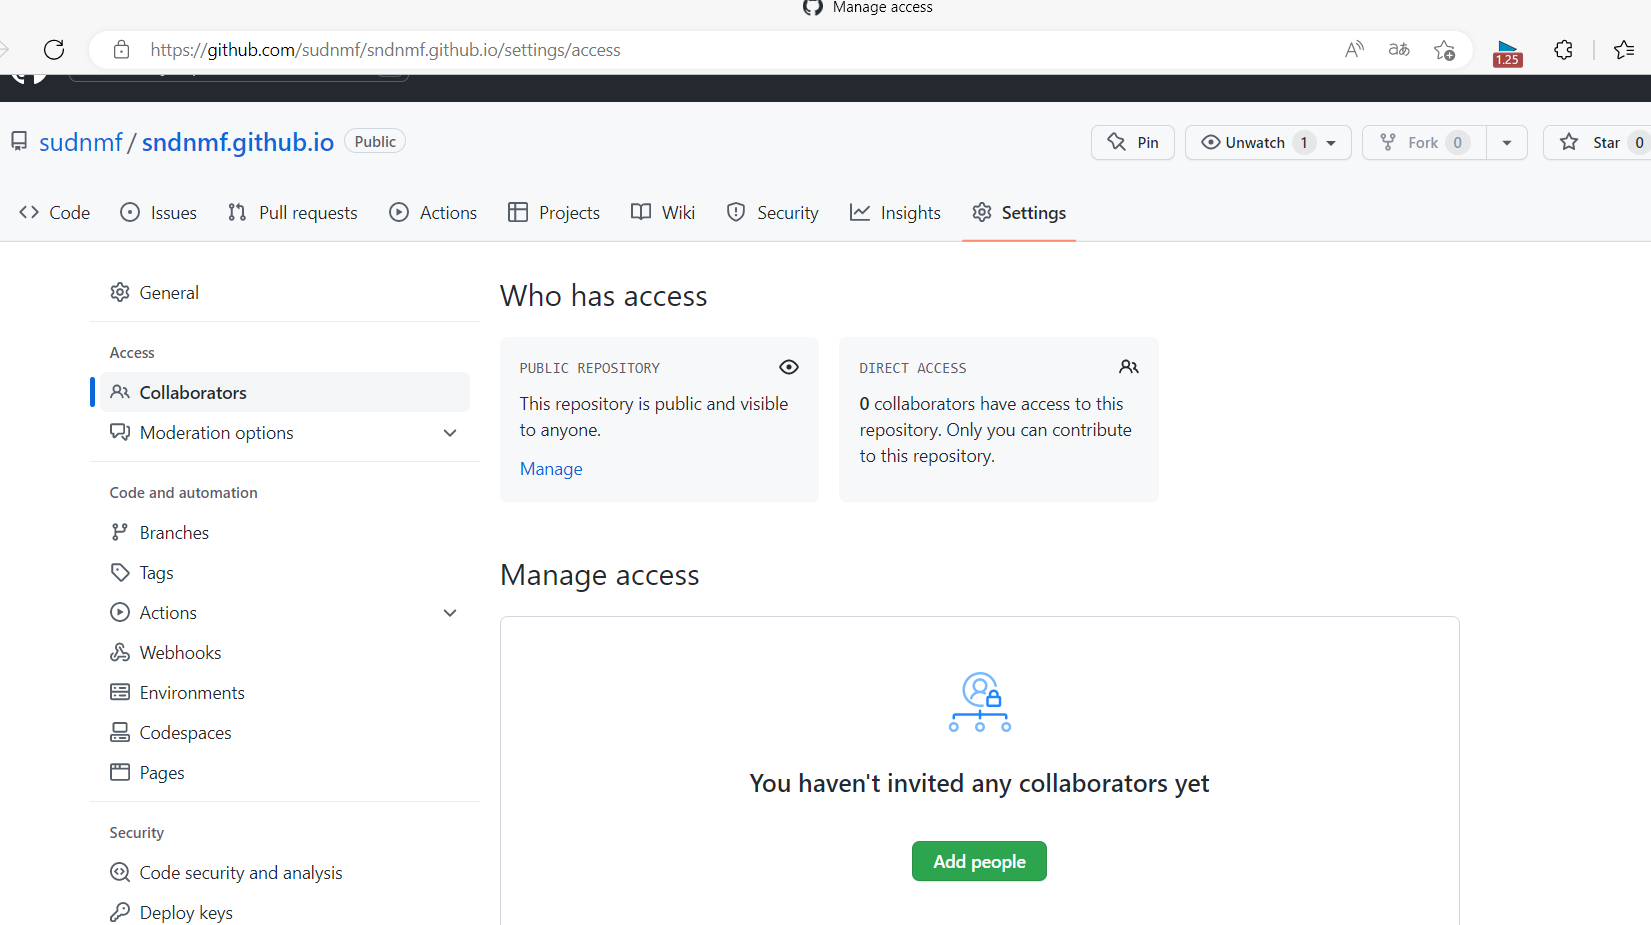 Manage access
https://github.com/sudnmf/sndnmf.github.io/settings/access
1.25
sudnmf / sndnmf.github.io Public
Pin
Unwatch 1
Fork 0
Star 0
Code
Issues
Pull requests
Actions
Projects
Wiki
Security
Insights
Settings
General
Access
Collaborators
Moderation options
Code and automation
Branches
Tags
Actions
Webhooks
Environments
Codespaces
Pages
Security
Code security and analysis
Deploy keys
Who has access
PUBLIC REPOSITORY
This repository is public and visible
to anyone.
Manage
DIRECT ACCESS
0 collaborators have access to this
repository. Only you can contribute
to this repository.
Manage access
You haven't invited any collaborators yet
Add people